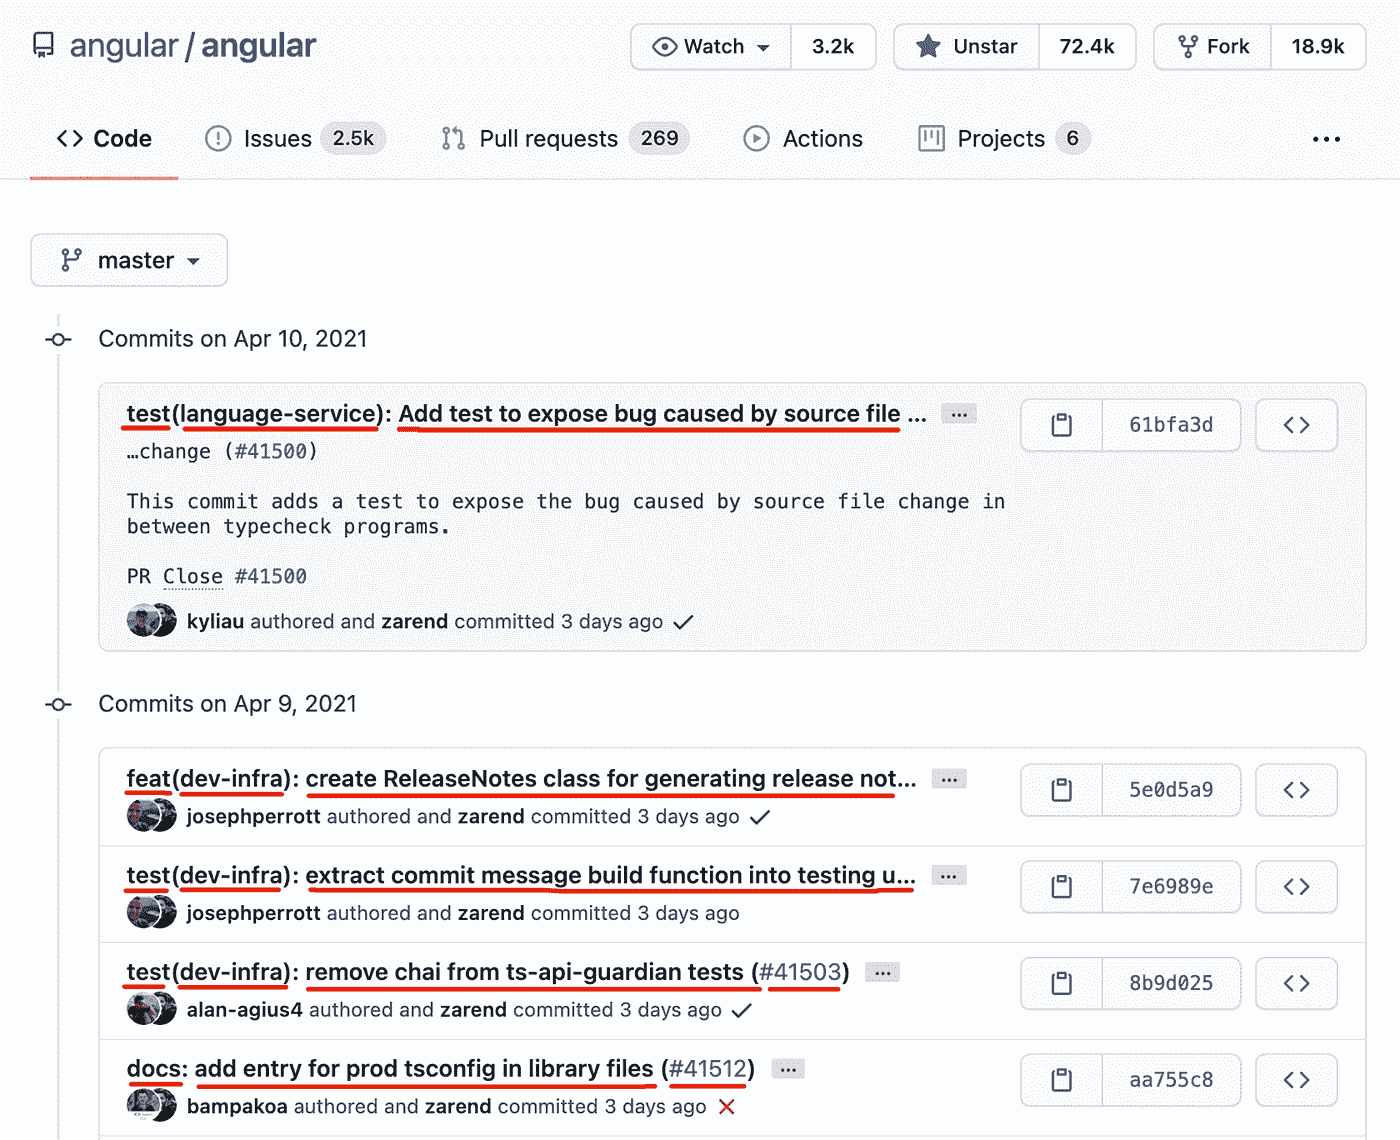 angular / angular
Watch 3.2k
Unstar 72.4k
Fork 18.9k
Code
Issues 2.5k
Pull requests 269
Actions
Projects 6
...
master
Commits on Apr 10, 2021
test(language-service): Add test to expose bug caused by source file ... ...
61bfa3d
…change (#41500)
This commit adds a test to expose the bug caused by source file change in
between typecheck programs.
PR Close #41500
kyliau authored and zarend committed 3 days ago
Commits on Apr 9, 2021
feat(dev-infra): create ReleaseNotes class for generating release not... ...
5e0d5a9
josephperrott authored and zarend committed 3 days ago
test(dev-infra): extract commit message build function into testing u... ...
7e6989e
josephperrott authored and zarend committed 3 days ago
test(dev-infra): remove chai from ts-api-guardian tests (#41503) ...
8b9d025
alan-agius4 authored and zarend committed 3 days ago
docs: add entry for prod tsconfig in library files (#41512) ...
aa755c8
bampakoa authored and zarend committed 3 days ago